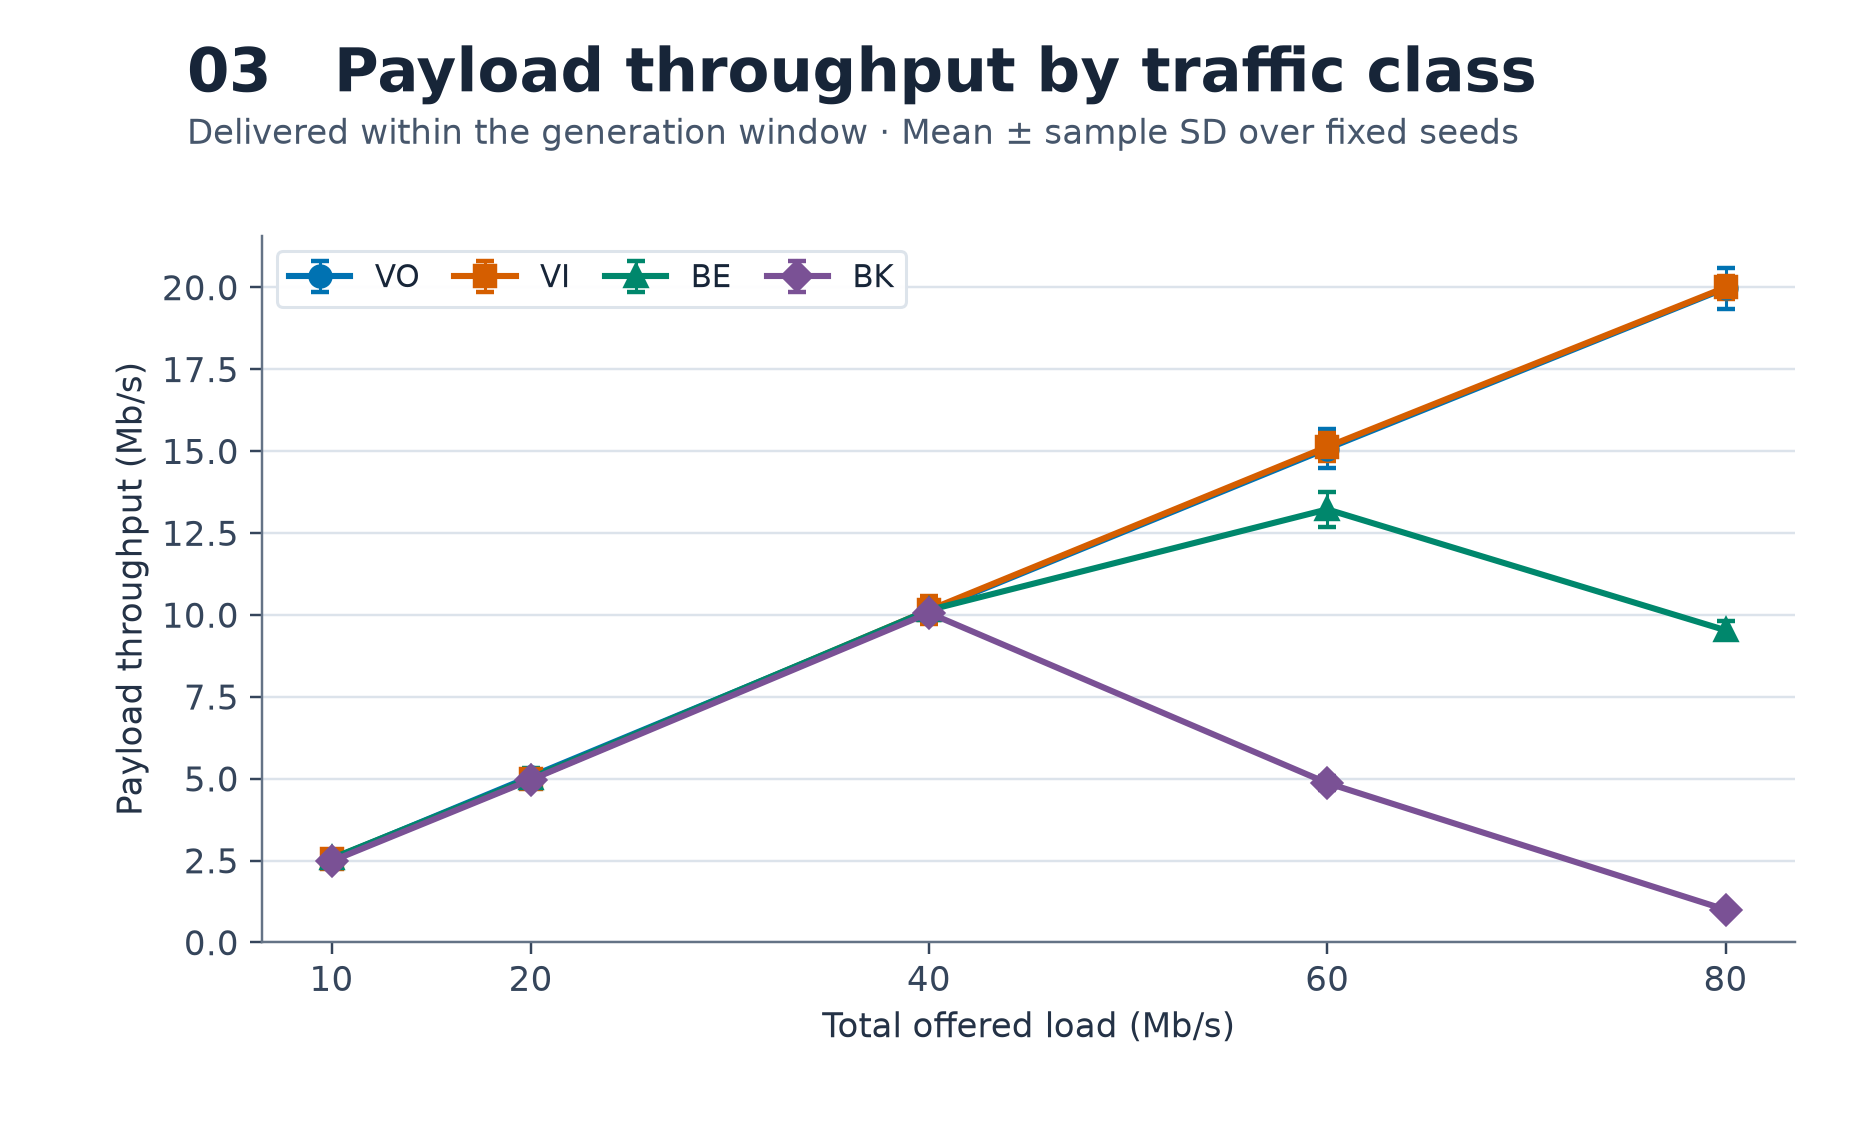 03 Payload throughput by traffic class
Delivered within the generation window · Mean ± sample SD over fixed seeds
VO VI BE BK
Payload throughput (Mb/s)
20.0
17.5
15.0
12.5
10.0
7.5
5.0
2.5
0.0
10 20 40 60 80
Total offered load (Mb/s)